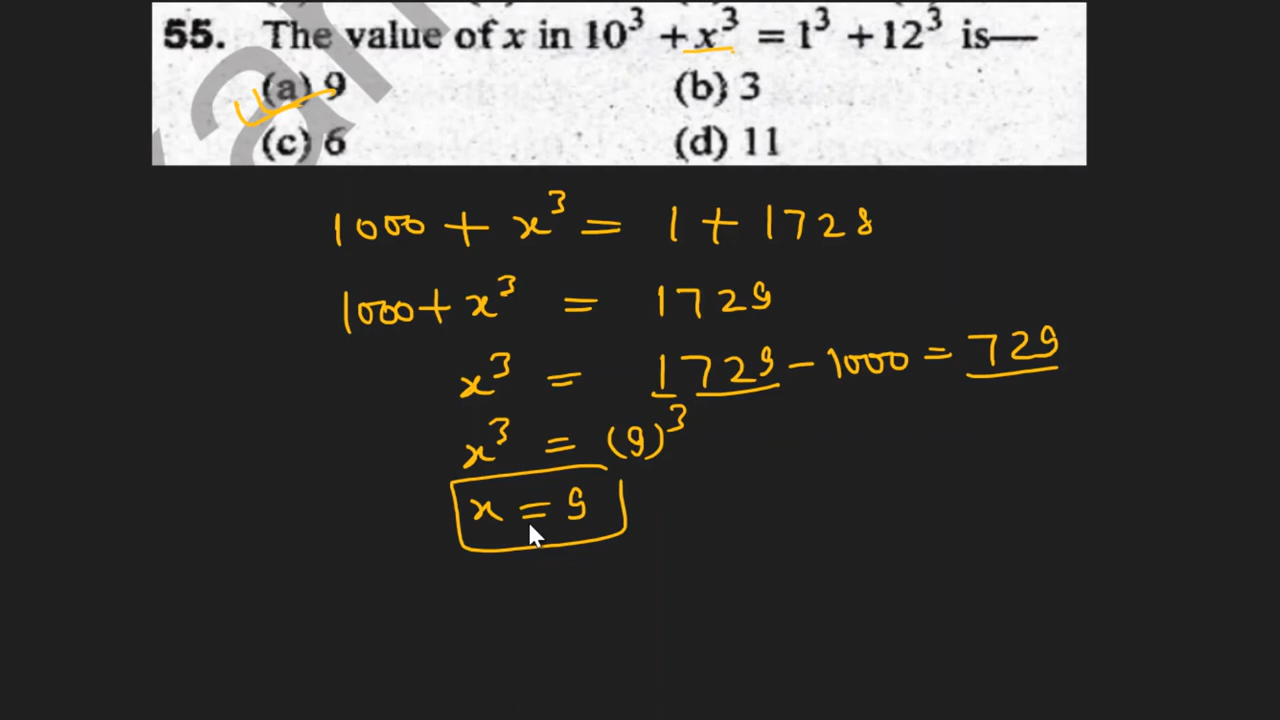 55. The value of x in 10³ + x³ = 1³ + 12³ is—
(a) 9 (b) 3
(c) 6 (d) 11
1000 + x³ = 1 + 1728
1000 + x³ = 1729
x³ = 1729 - 1000 = 729
x³ = (9)³
x = 9